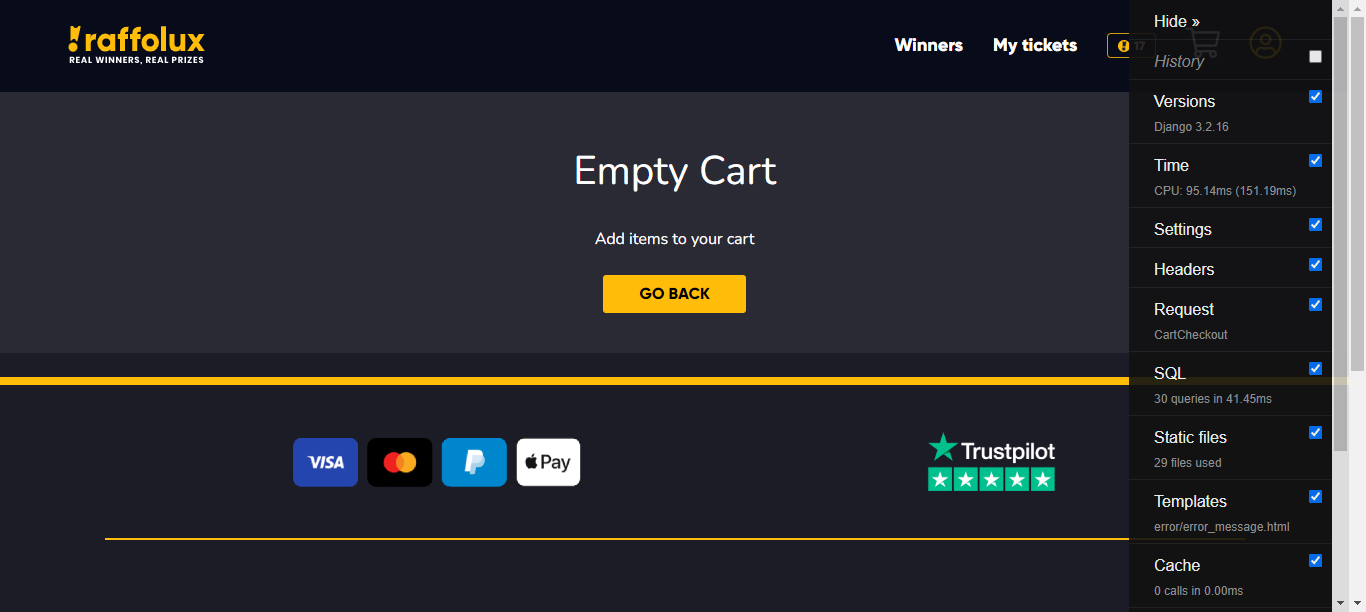 raffolux
REAL WINNERS, REAL PRIZES
Winners
My tickets
17
Empty Cart
Add items to your cart
GO BACK
VISA
Pay
Trustpilot
Hide »
History
Versions
Django 3.2.16
Time
CPU: 95.14ms (151.19ms)
Settings
Headers
Request
CartCheckout
SQL
30 queries in 41.45ms
Static files
29 files used
Templates
error/error_message.html
Cache
0 calls in 0.00ms